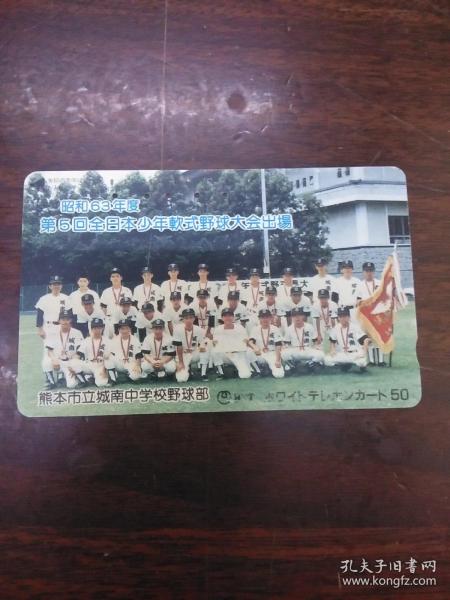 昭和63年度
第5回全日本少年軟式野球大会出場
熊本市立城南中学校野球部
ホワイトテレホンカード50
孔夫子旧书网
www.kongfz.com